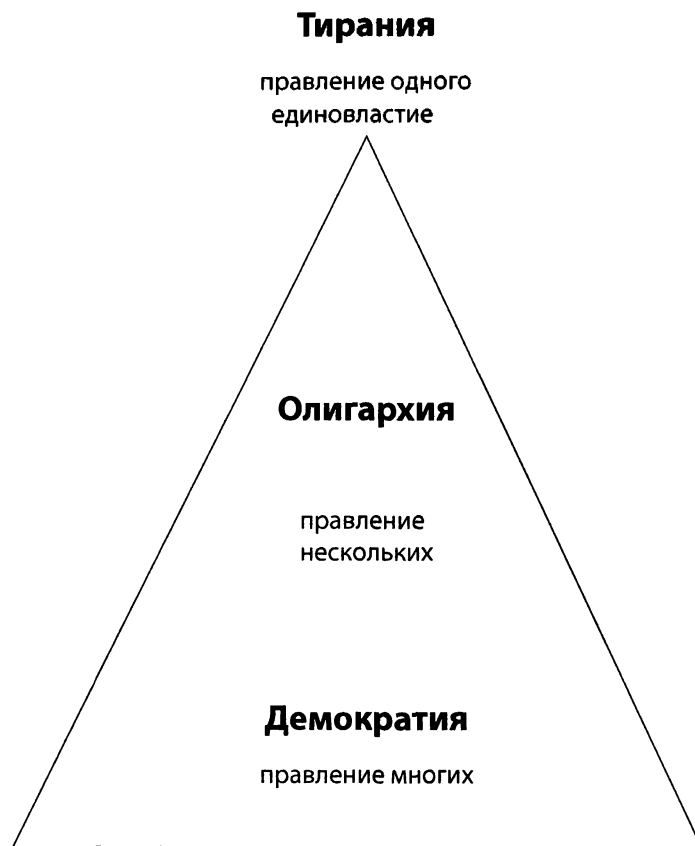 Тирания
правление одного
единовластие
Олигархия
правление
нескольких
Демократия
правление многих